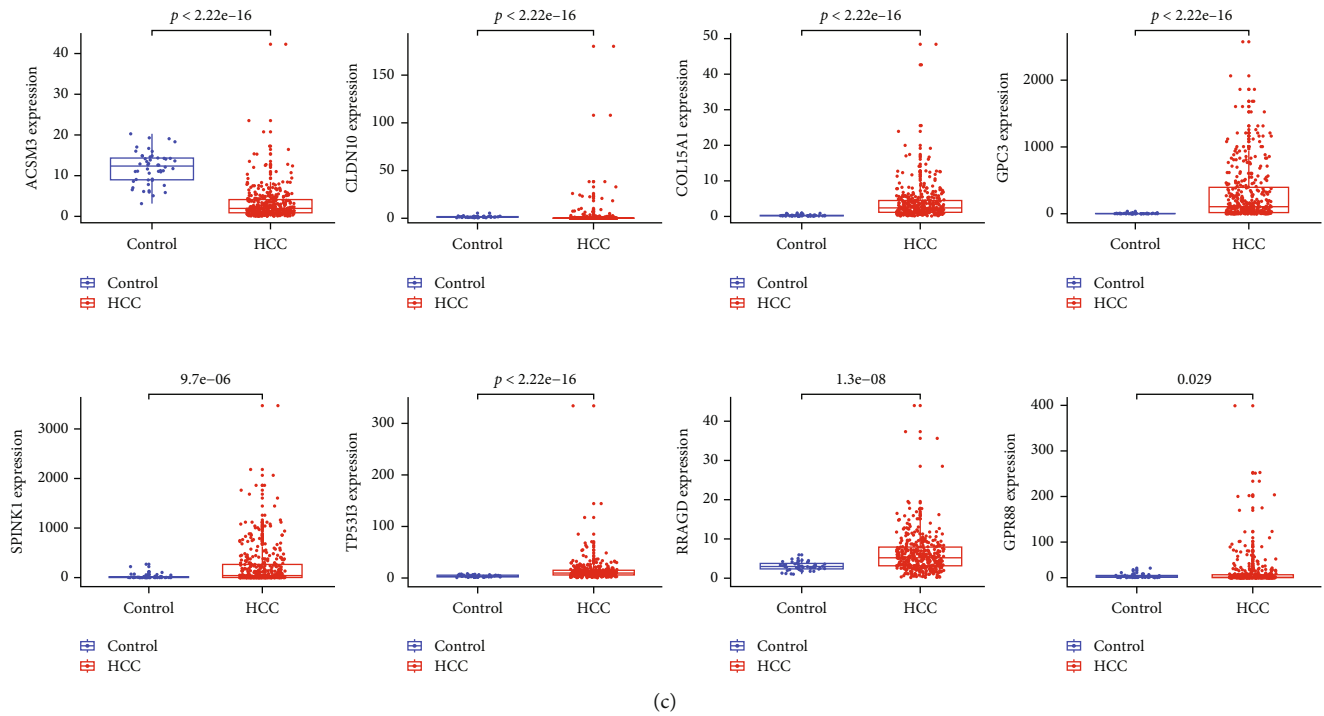 p < 2.22e−16
ACSM3 expression
40
30
20
10
0
Control
HCC
Control
HCC
p < 2.22e−16
CLDN10 expression
150
100
50
0
Control
HCC
Control
HCC
p < 2.22e−16
COL15A1 expression
50
40
30
20
10
0
Control
HCC
Control
HCC
p < 2.22e−16
GPC3 expression
2000
1000
0
Control
HCC
Control
HCC
9.7e−06
SPINK1 expression
3000
2000
1000
0
Control
HCC
Control
HCC
p < 2.22e−16
TP53I3 expression
300
200
100
0
Control
HCC
Control
HCC
1.3e−08
RRAGD expression
40
30
20
10
0
Control
HCC
Control
HCC
0.029
GPR88 expression
400
300
200
100
0
Control
HCC
Control
HCC
(c)